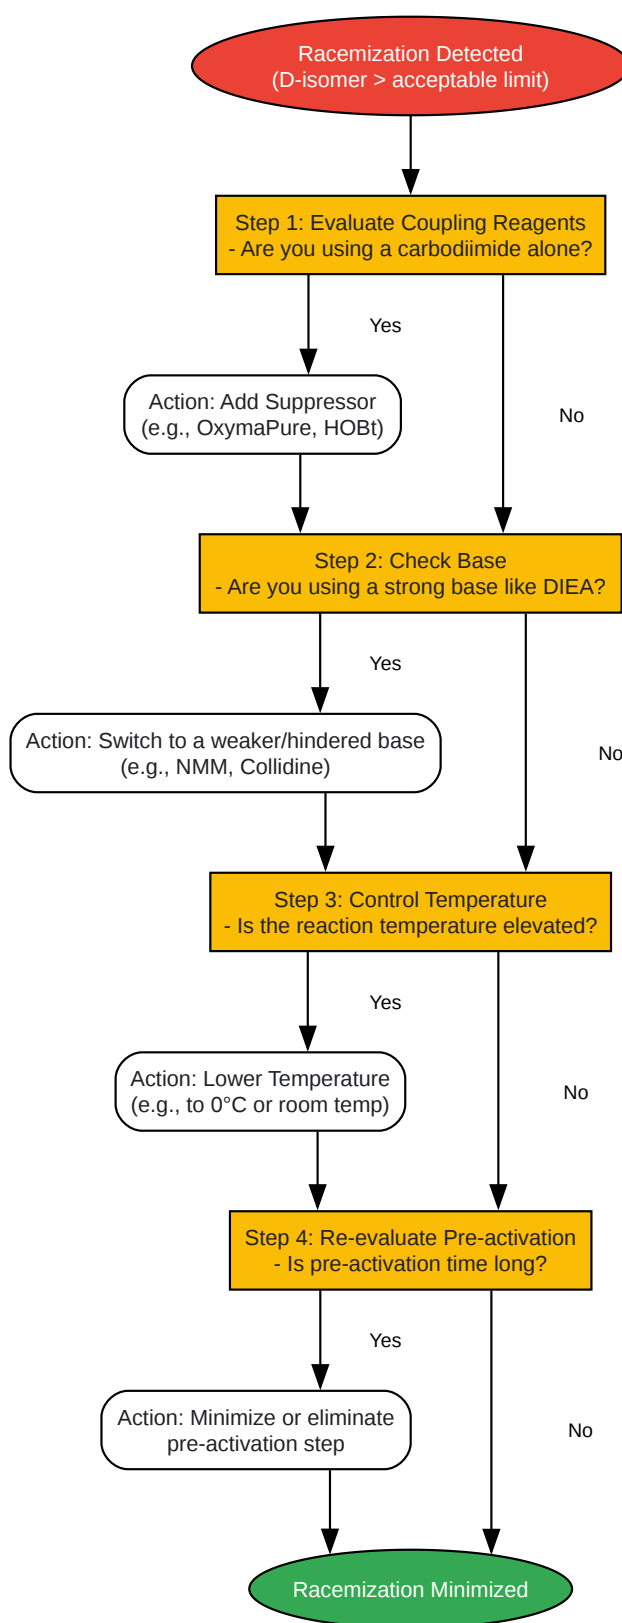 Racemization Detected
(D-isomer > acceptable limit)
Step 1: Evaluate Coupling Reagents
- Are you using a carbodiimide alone?
Yes
Action: Add Suppressor
(e.g., OxymaPure, HOBt)
No
Step 2: Check Base
- Are you using a strong base like DIEA?
Yes
Action: Switch to a weaker/hindered base
(e.g., NMM, Collidine)
No
Step 3: Control Temperature
- Is the reaction temperature elevated?
Yes
Action: Lower Temperature
(e.g., to 0°C or room temp)
No
Step 4: Re-evaluate Pre-activation
- Is pre-activation time long?
Yes
Action: Minimize or eliminate
pre-activation step
No
Racemization Minimized